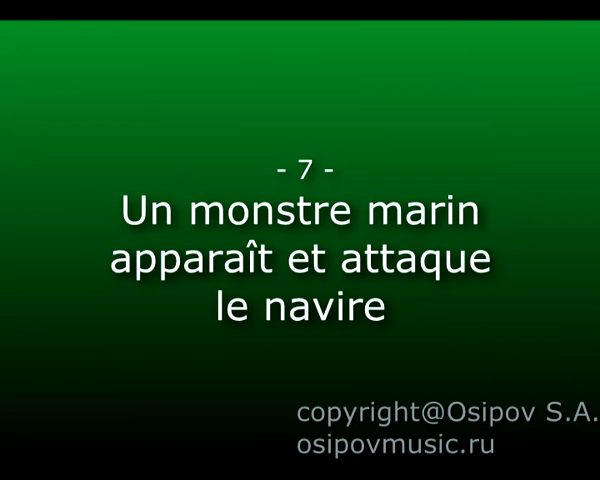 - 7 -
Un monstre marin
apparaît et attaque
le navire
copyright@Osipov S.A.
osipovmusic.ru